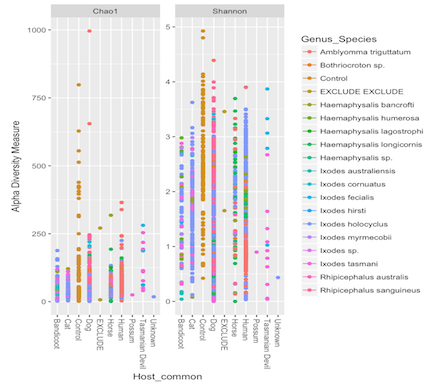 Chao1
Shannon
Alpha Diversity Measure
1000
750
500
250
0
5
4
3
2
1
0
Bandicoot
Cat
Control
Dog
EXCLUDE
Horse
Human
Possum
Tasmanian Devil
Unknown
Bandicoot
Cat
Control
Dog
EXCLUDE
Horse
Human
Possum
Tasmanian Devil
Unknown
Host_common
Genus_Species
Amblyomma triguttatum
Bothriocroton sp.
Control
EXCLUDE EXCLUDE
Haemaphysalis bancrofti
Haemaphysalis humerosa
Haemaphysalis lagostrophi
Haemaphysalis longicornis
Haemaphysalis sp.
Ixodes australiensis
Ixodes cornuatus
Ixodes fecialis
Ixodes hirsti
Ixodes holocyclus
Ixodes myrmecobii
Ixodes sp.
Ixodes tasmani
Rhipicephalus australis
Rhipicephalus sanguineus